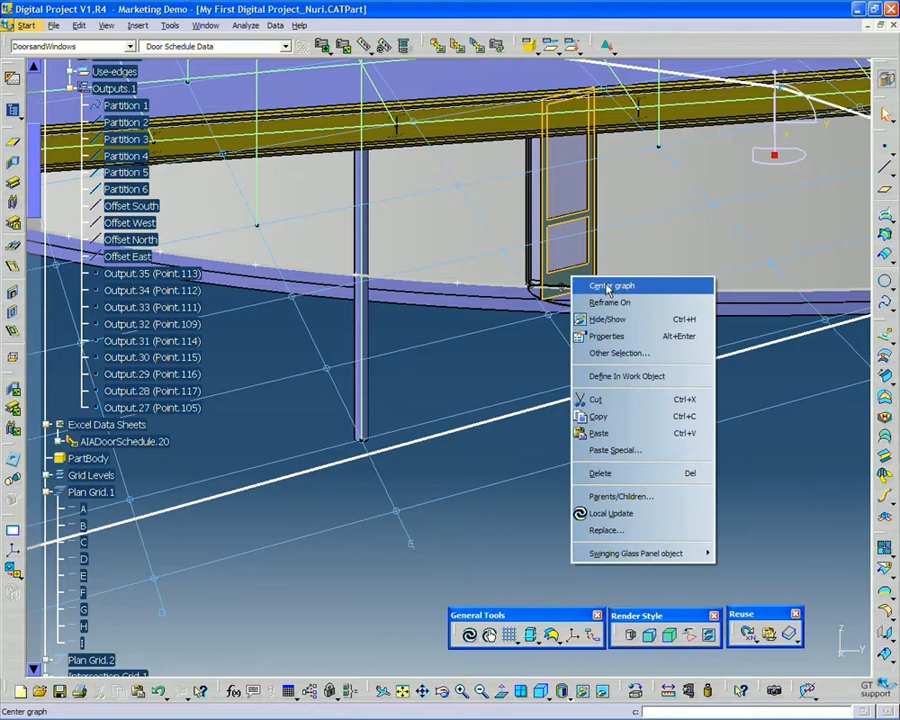 Digital Project V1,R4 - Marketing Demo - [My First Digital Project_Nuri.CATPart]
Start File Edit View Insert Tools Window Analyze Data Help
DoorsandWindows Door Schedule Data
Use-edges
Outputs.1
Partition 1
Partition 2
Partition 3
Partition 4
Partition 5
Partition 6
Offset South
Offset West
Offset North
Offset East
Output.35 (Point.113)
Output.34 (Point.112)
Output.33 (Point.111)
Output.32 (Point.109)
Output.31 (Point.114)
Output.30 (Point.115)
Output.29 (Point.116)
Output.28 (Point.117)
Output.27 (Point.105)
Excel Data Sheets
AIADoorSchedule.20
PartBody
Grid Levels
Plan Grid.1
A
B
C
D
E
F
G
H
I
Plan Grid.2
Intersection Grid.1
Center graph
Reframe On
Hide/Show Ctrl+H
Properties Alt+Enter
Other Selection...
Define In Work Object
Cut Ctrl+X
Copy Ctrl+C
Paste Ctrl+V
Paste Special...
Delete Del
Parents/Children...
Local Update
Replace...
Swinging Glass Panel object
General Tools
Render Style
Reuse
z
x
y
GT
support
Center graph
c: